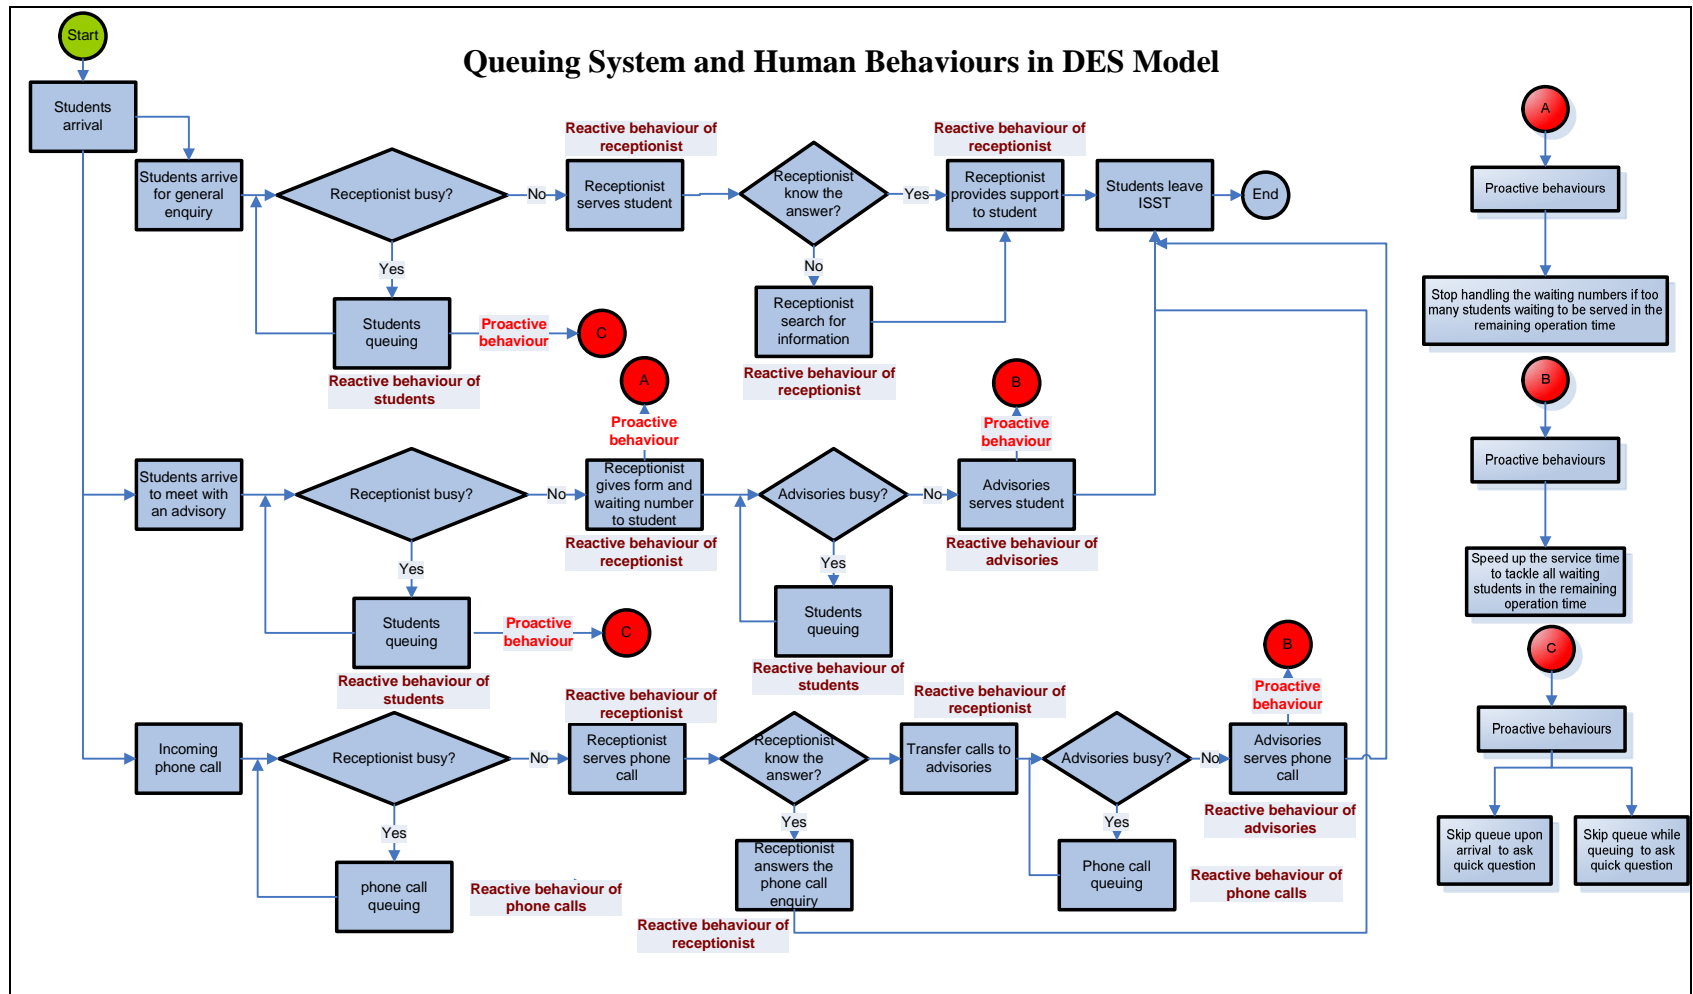 Start
Queuing System and Human Behaviours in DES Model
Students
arrival
A
Proactive behaviours
Stop handling the waiting numbers if too
many students waiting to be served in the
remaining operation time
Students arrive
for general
enquiry
Receptionist busy?
No
Reactive behaviour of
receptionist
Receptionist
serves student
Receptionist
know the
answer?
Yes
Reactive behaviour of
receptionist
Receptionist
provides support
to student
Students leave
ISST
End
Yes
Students
queuing
Proactive
behaviour
C
Reactive behaviour of
students
No
Receptionist
search for
information
Reactive behaviour of
receptionist
A
Proactive
behaviour
B
Proactive
behaviour
B
Proactive behaviours
Speed up the service time
to tackle all waiting
students in the remaining
operation time
Students arrive
to meet with
an advisory
Receptionist busy?
No
Receptionist
gives form and
waiting number
to student
Reactive behaviour of
receptionist
Advisories busy?
No
Advisories
serves student
Reactive behaviour of
advisories
Yes
Students
queuing
Proactive
behaviour
C
Reactive behaviour of
students
Yes
Students
queuing
Reactive behaviour of
students
B
Proactive
behaviour
C
Proactive behaviours
Skip queue upon
arrival to ask
quick question
Skip queue while
queuing to ask
quick question
Incoming
phone call
Receptionist busy?
No
Reactive behaviour of
receptionist
Receptionist
serves phone
call
Receptionist
know the
answer?
Reactive behaviour of
receptionist
Transfer calls to
advisories
Advisories busy?
No
Advisories
serves phone
call
Reactive behaviour of
advisories
Yes
phone call
queuing
Reactive behaviour of
phone calls
Yes
Receptionist
answers the
phone call
enquiry
Reactive behaviour of
receptionist
Yes
Phone call
queuing
Reactive behaviour of
phone calls